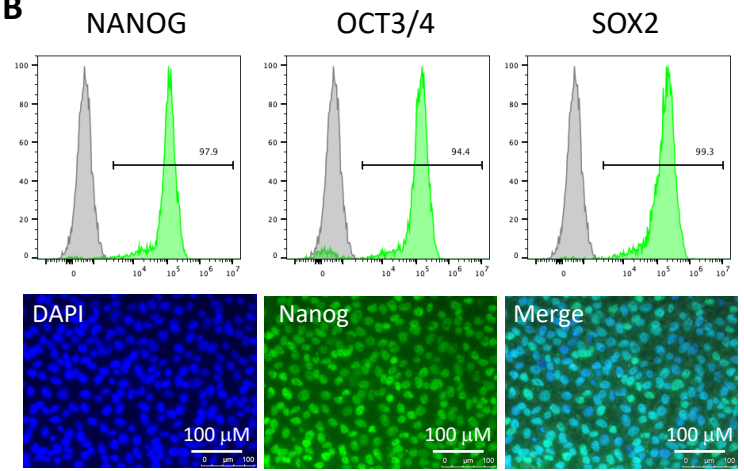 B
NANOG OCT3/4 SOX2
100 100 100
97.9 94.4 99.3
80 80 80
60 60 60
40 40 40
20 20 20
0 0 0
0 10^4 10^5 10^6 10^7 0 10^4 10^5 10^6 10^7 0 10^4 10^5 10^6 10^7
DAPI Nanog Merge
100 µM 100 µM 100 µM
0 µm 100 0 µm 100 0 µm 100